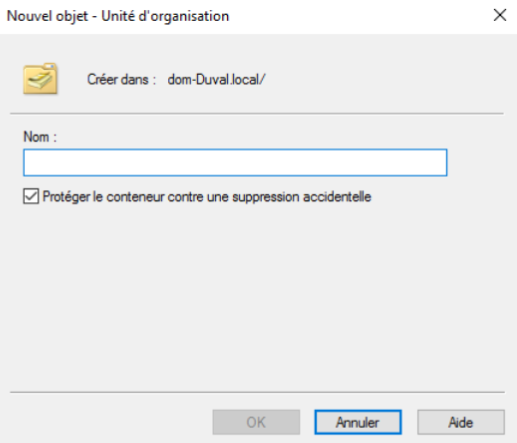 Nouvel objet - Unité d'organisation
Créer dans : dom-Duval.local/
Nom :
Protéger le conteneur contre une suppression accidentelle
OK Annuler Aide